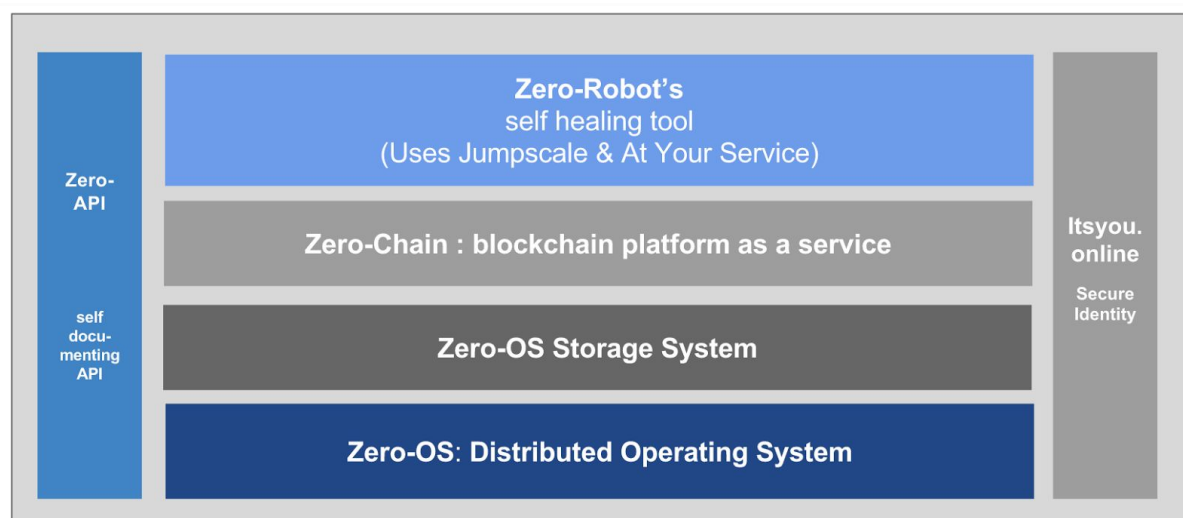 Zero-
API
self
docu-
menting
API
Zero-Robot's
self healing tool
(Uses Jumpscale & At Your Service)
Zero-Chain : blockchain platform as a service
Zero-OS Storage System
Zero-OS: Distributed Operating System
Itsyou.
online
Secure
Identity